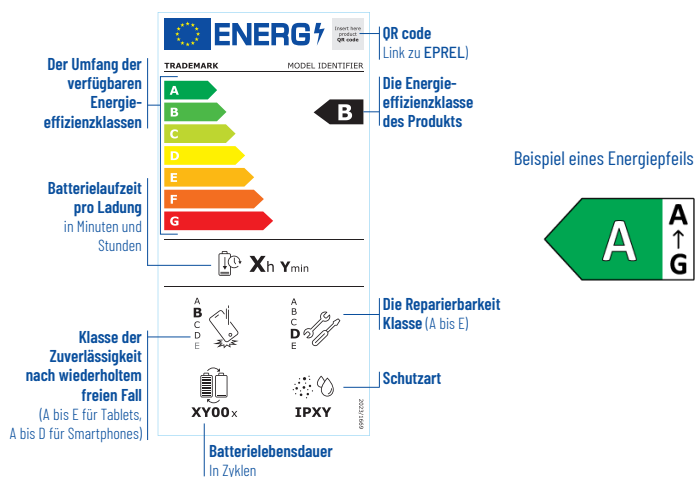 ENERG
Insert here
product
QR code
QR code
Link zu EPREL)
TRADEMARK
MODEL IDENTIFIER
Der Umfang der
verfügbaren
Energie-
effizienzklassen
A
B
C
D
E
F
G
B
Die Energie-
effizienzklasse
des Produkts
Beispiel eines Energiepfeils
A
A
↑
G
Batterielaufzeit
pro Ladung
in Minuten und
Stunden
Xh Ymin
A
B
C
D
E
A
B
C
D
E
Die Reparierbarkeit
Klasse (A bis E)
Klasse der
Zuverlässigkeit
nach wiederholtem
freien Fall
(A bis E für Tablets,
A bis D für Smartphones)
XY00x
IPXY
Schutzart
2023/1669
Batterielebensdauer
In Zyklen